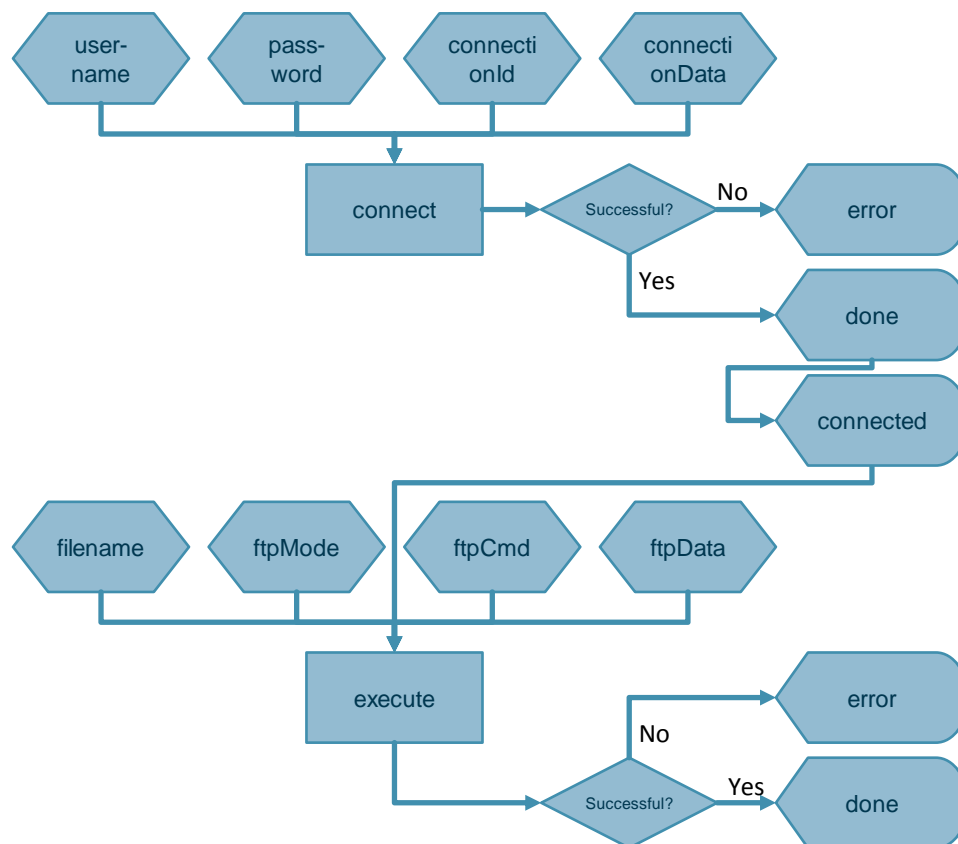 user-
name
pass-
word
connecti
onId
connecti
onData
connect
Successful?
No
error
Yes
done
connected
filename
ftpMode
ftpCmd
ftpData
execute
error
No
Successful?
Yes
done